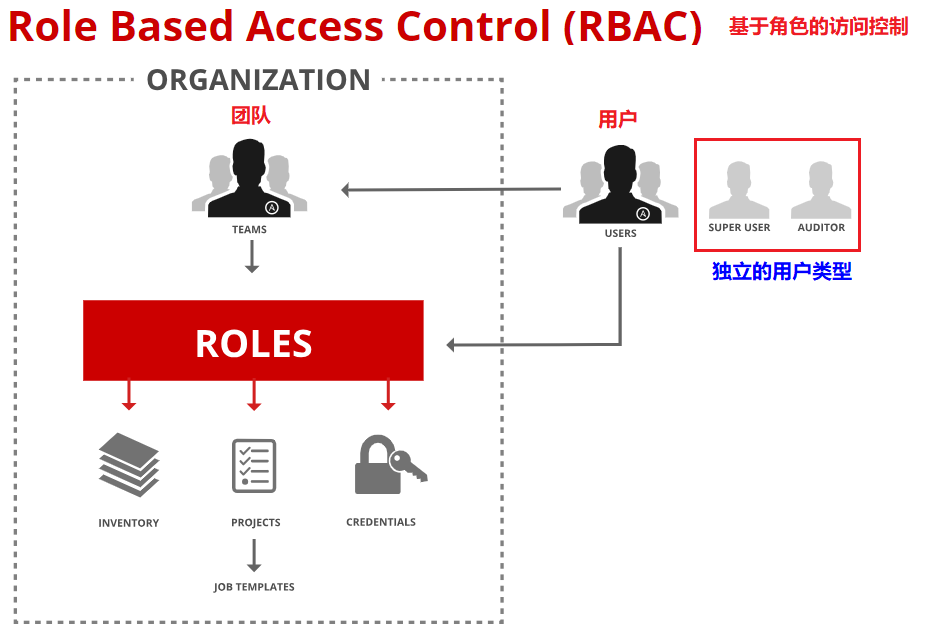 Role Based Access Control (RBAC) 基于角色的访问控制
ORGANIZATION
团队
用户
A
A
TEAMS
USERS
SUPER USER
AUDITOR
独立的用户类型
ROLES
INVENTORY
PROJECTS
CREDENTIALS
JOB TEMPLATES